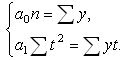 a₀n = ∑ y,
a₁ ∑ t² = ∑ yt.